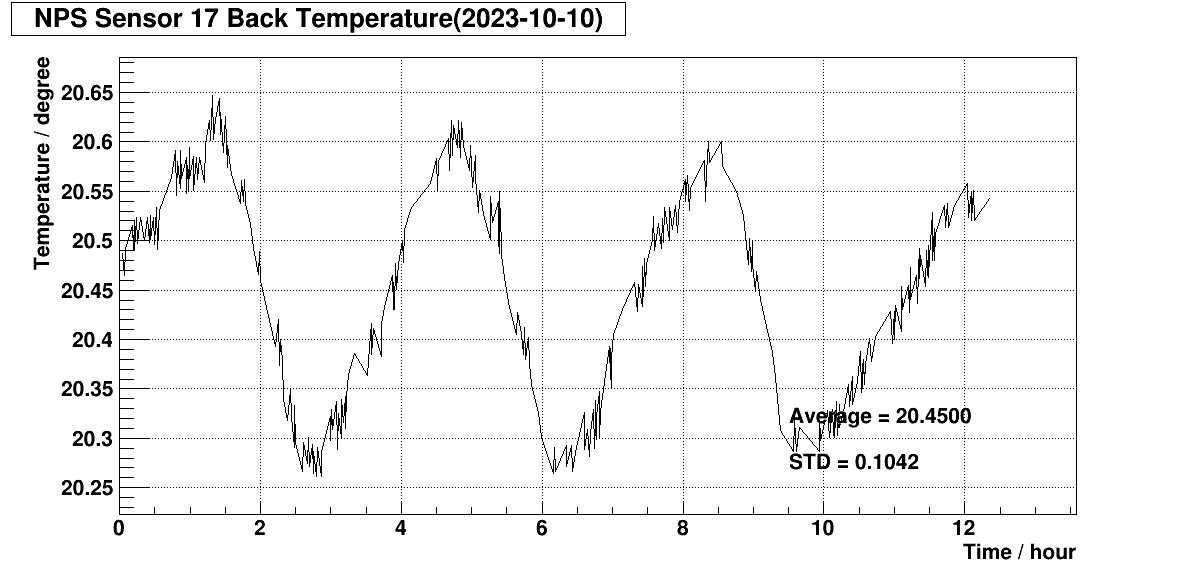 NPS Sensor 17 Back Temperature(2023-10-10)
Temperature / degree
20.65
20.6
20.55
20.5
20.45
20.4
20.35
20.3
20.25
Average = 20.4500
STD = 0.1042
0 2 4 6 8 10 12
Time / hour